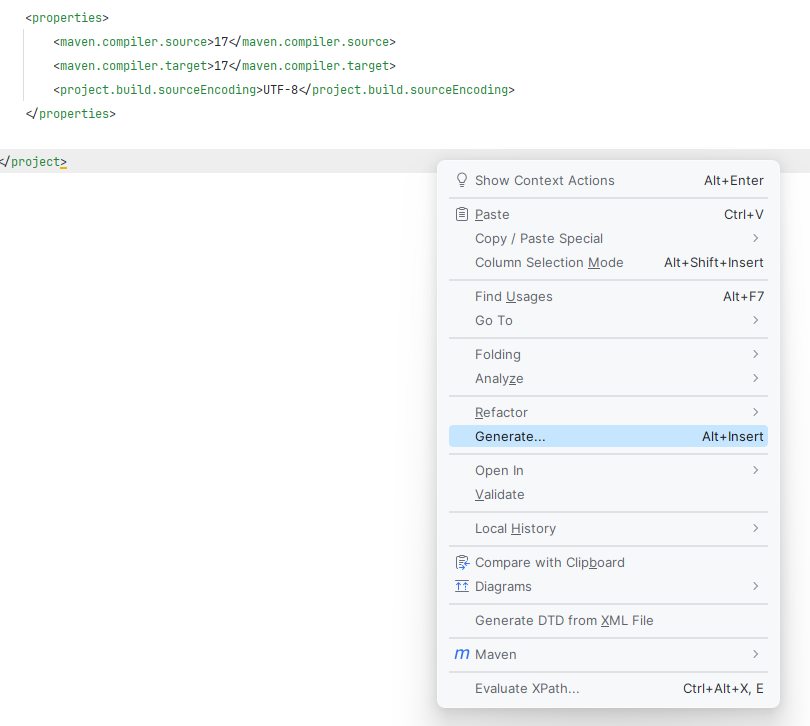 <properties>
<maven.compiler.source>17</maven.compiler.source>
<maven.compiler.target>17</maven.compiler.target>
<project.build.sourceEncoding>UTF-8</project.build.sourceEncoding>
</properties>
</project>
Show Context Actions Alt+Enter
Paste Ctrl+V
Copy / Paste Special
Column Selection Mode Alt+Shift+Insert
Find Usages Alt+F7
Go To
Folding
Analyze
Refactor
Generate... Alt+Insert
Open In
Validate
Local History
Compare with Clipboard
Diagrams
Generate DTD from XML File
m Maven
Evaluate XPath... Ctrl+Alt+X, E